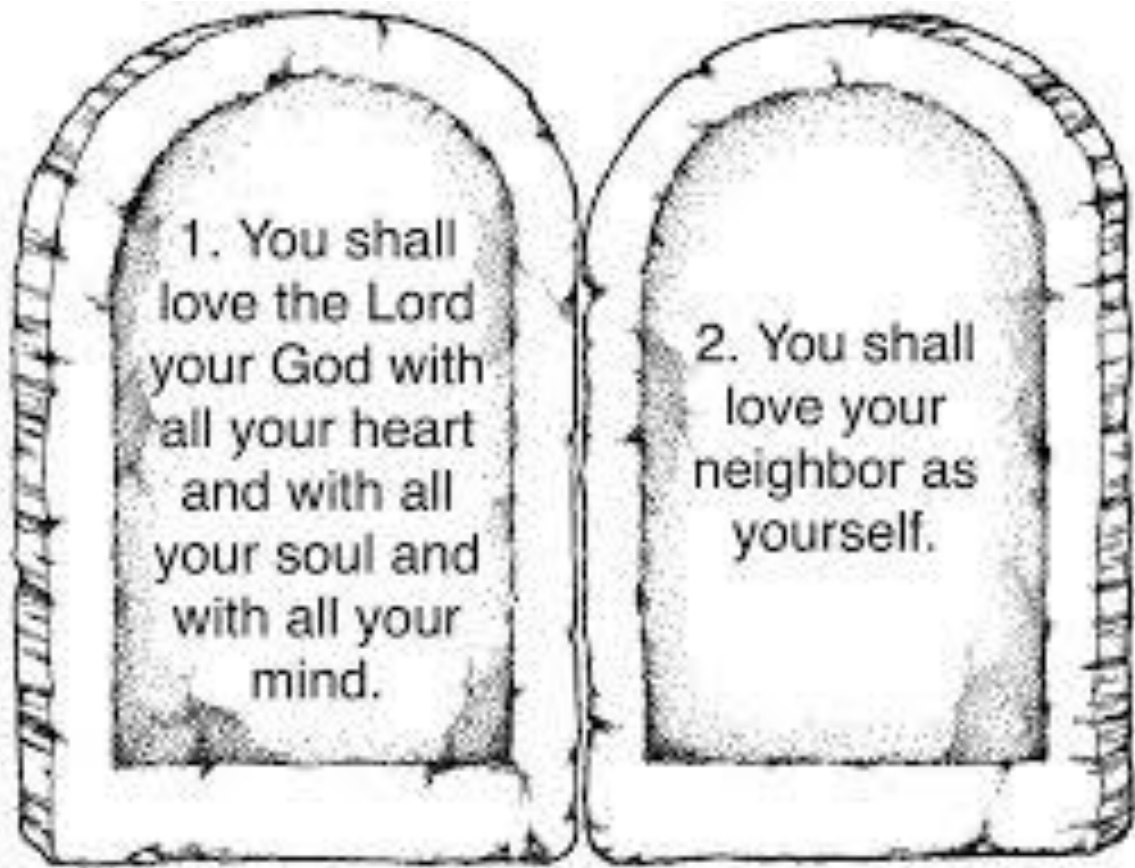 1. You shall
love the Lord
your God with
all your heart
and with all
your soul and
with all your
mind.
2. You shall
love your
neighbor as
yourself.